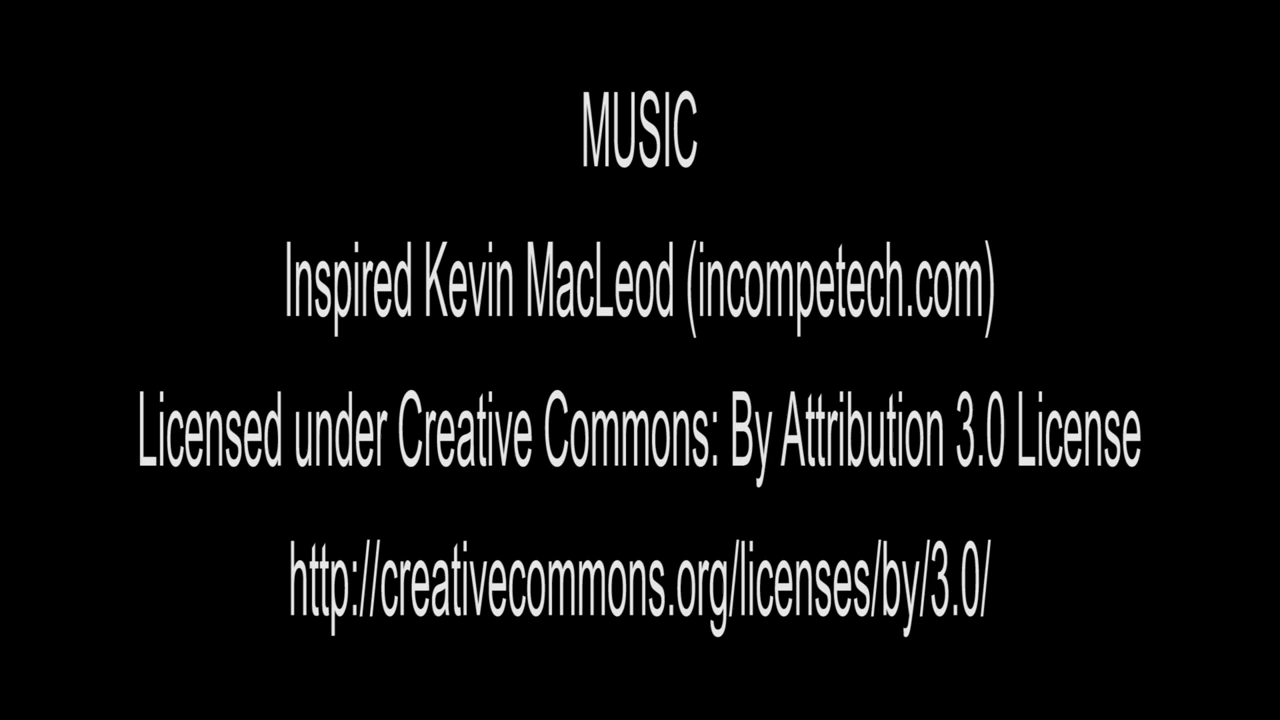 MUSIC
Inspired Kevin MacLeod (incompetech.com)
Licensed under Creative Commons: By Attribution 3.0 License
http://creativecommons.org/licenses/by/3.0/